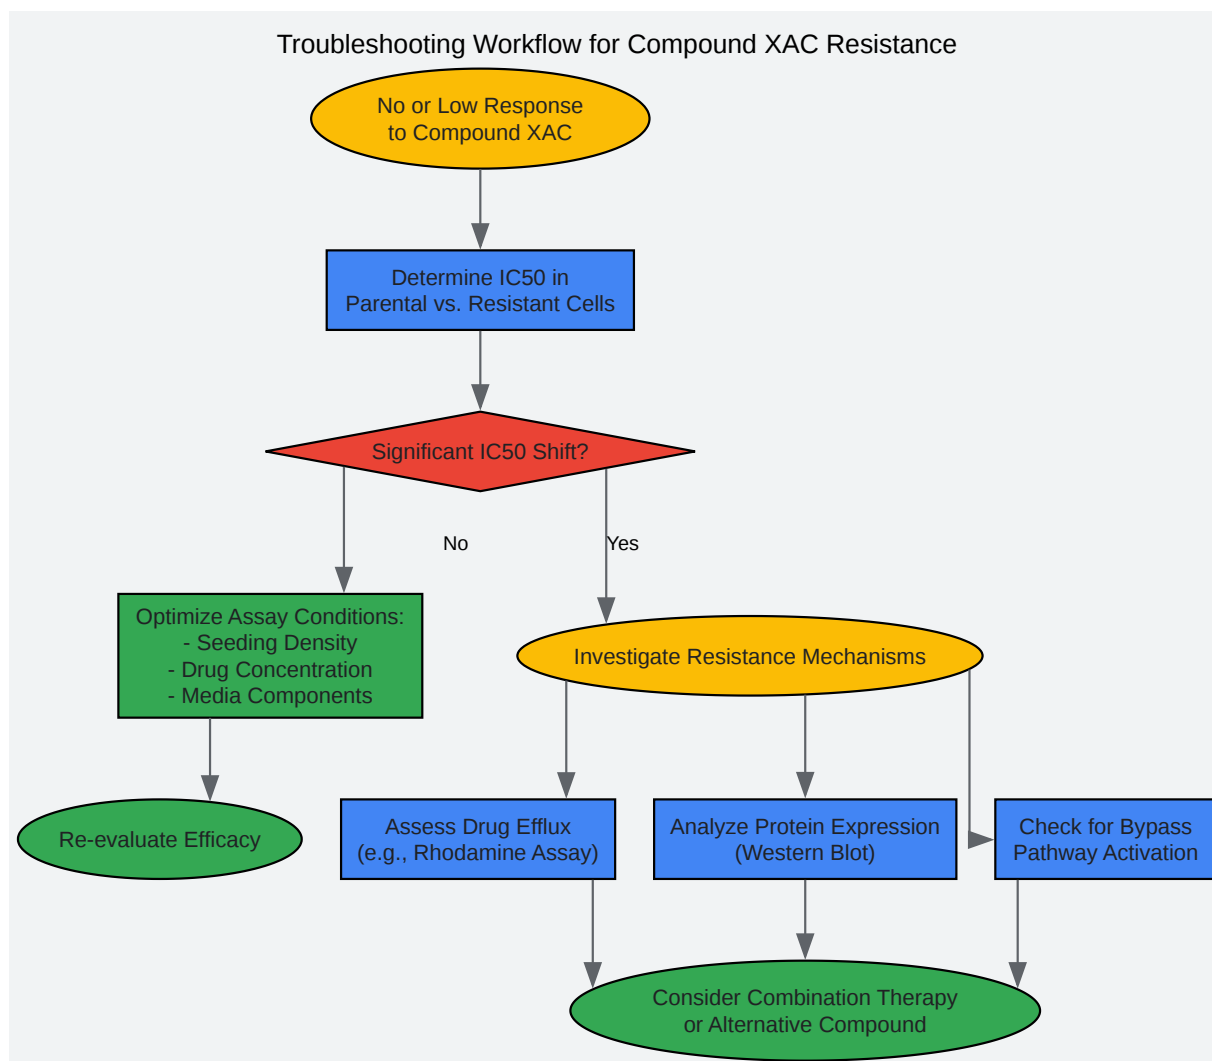 Troubleshooting Workflow for Compound XAC Resistance
No or Low Response
to Compound XAC
Determine IC50 in
Parental vs. Resistant Cells
Significant IC50 Shift?
No
Yes
Optimize Assay Conditions:
- Seeding Density
- Drug Concentration
- Media Components
Investigate Resistance Mechanisms
Re-evaluate Efficacy
Assess Drug Efflux
(e.g., Rhodamine Assay)
Analyze Protein Expression
(Western Blot)
Check for Bypass
Pathway Activation
Consider Combination Therapy
or Alternative Compound